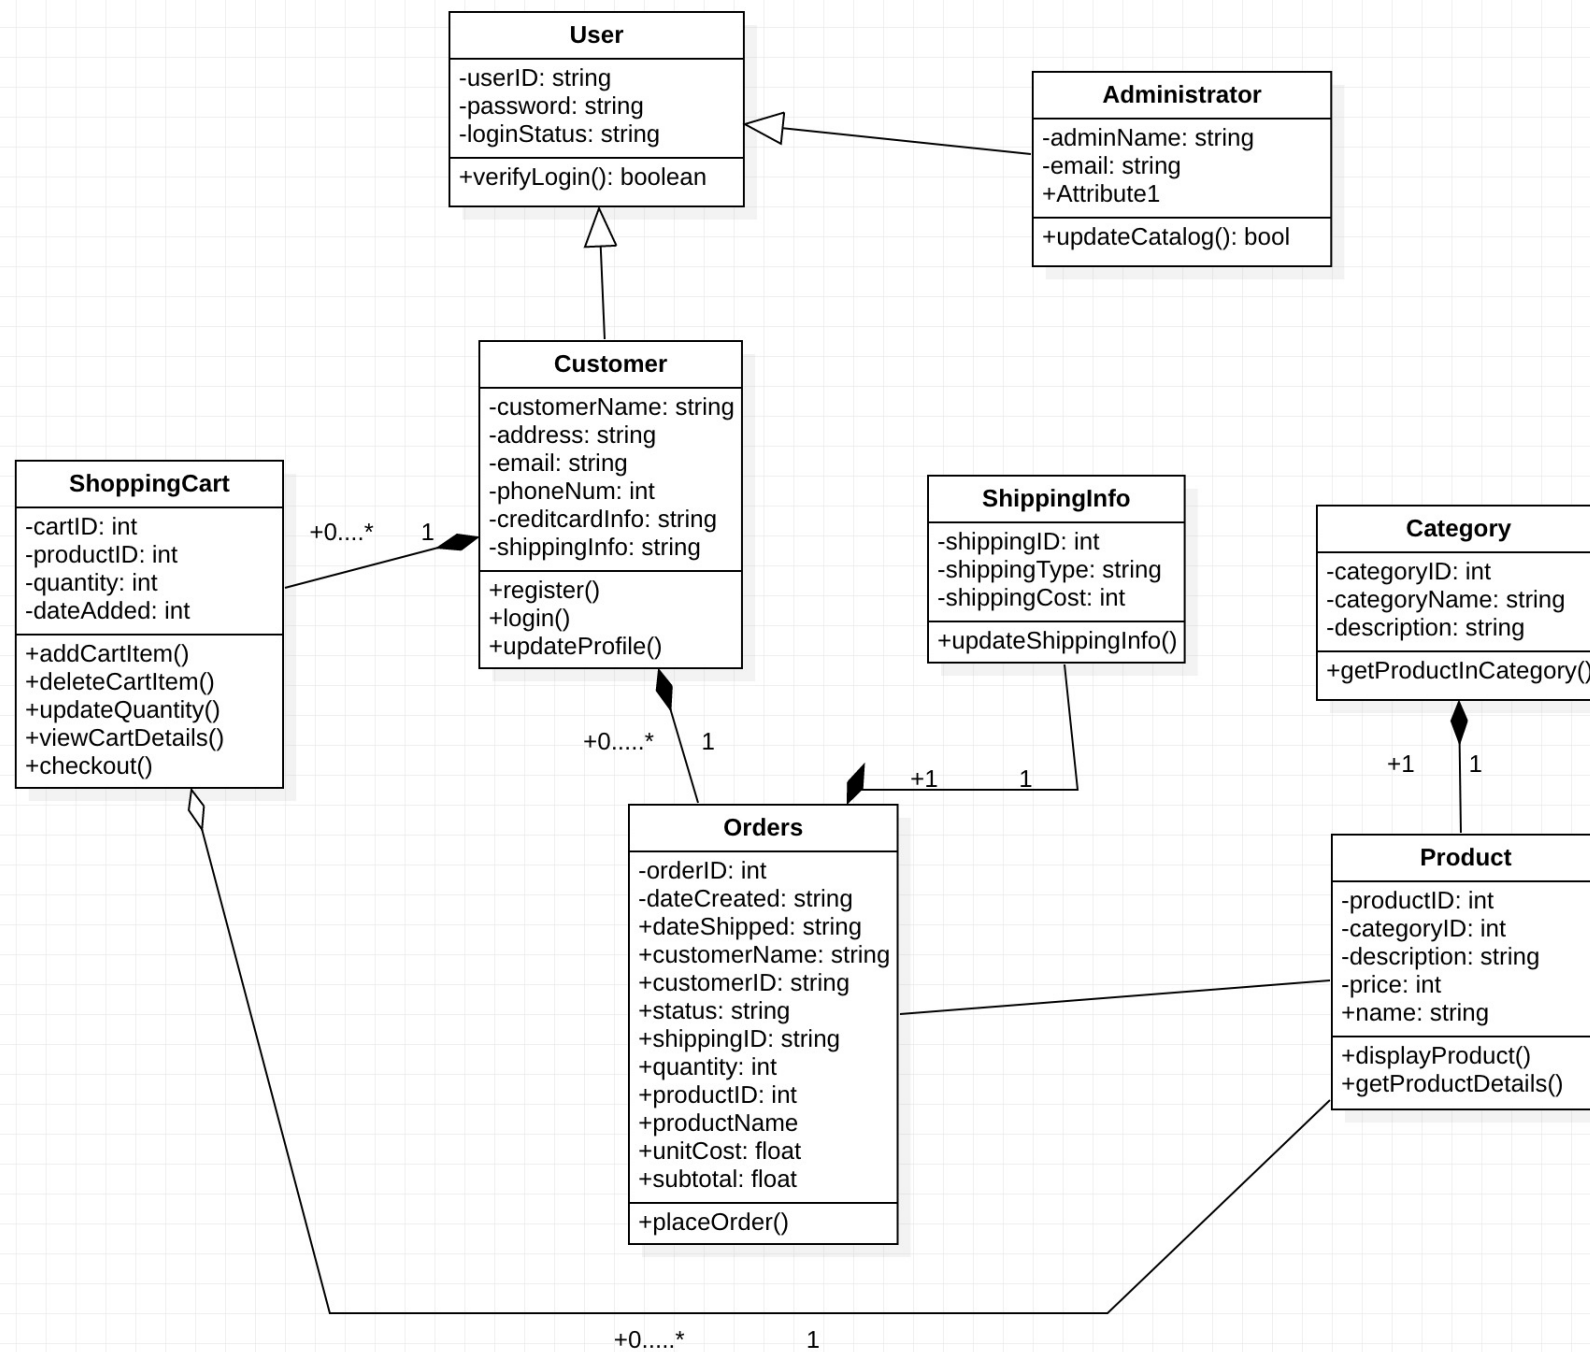 User
-userID: string
-password: string
-loginStatus: string
+verifyLogin(): boolean
Administrator
-adminName: string
-email: string
+Attribute1
+updateCatalog(): bool
Customer
-customerName: string
-address: string
-email: string
-phoneNum: int
-creditcardInfo: string
-shippingInfo: string
+register()
+login()
+updateProfile()
ShoppingCart
-cartID: int
-productID: int
-quantity: int
-dateAdded: int
+addCartItem()
+deleteCartItem()
+updateQuantity()
+viewCartDetails()
+checkout()
+0....* 1
ShippingInfo
-shippingID: int
-shippingType: string
-shippingCost: int
+updateShippingInfo()
Category
-categoryID: int
-categoryName: string
-description: string
+getProductInCategory()
+0.....* 1
+1 1
+1 1
Orders
-orderID: int
-dateCreated: string
+dateShipped: string
+customerName: string
+customerID: string
+status: string
+shippingID: string
+quantity: int
+productID: int
+productName
+unitCost: float
+subtotal: float
+placeOrder()
Product
-productID: int
-categoryID: int
-description: string
-price: int
+name: string
+displayProduct()
+getProductDetails()
+0.....* 1